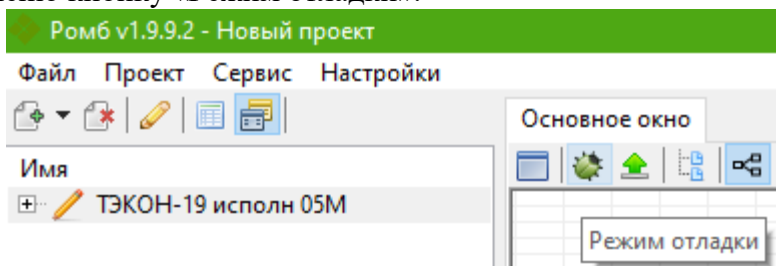 Ромб v1.9.9.2 - Новый проект
Файл Проект Сервис Настройки
Основное окно
Имя
ТЭКОН-19 исполн 05М
Режим отладки